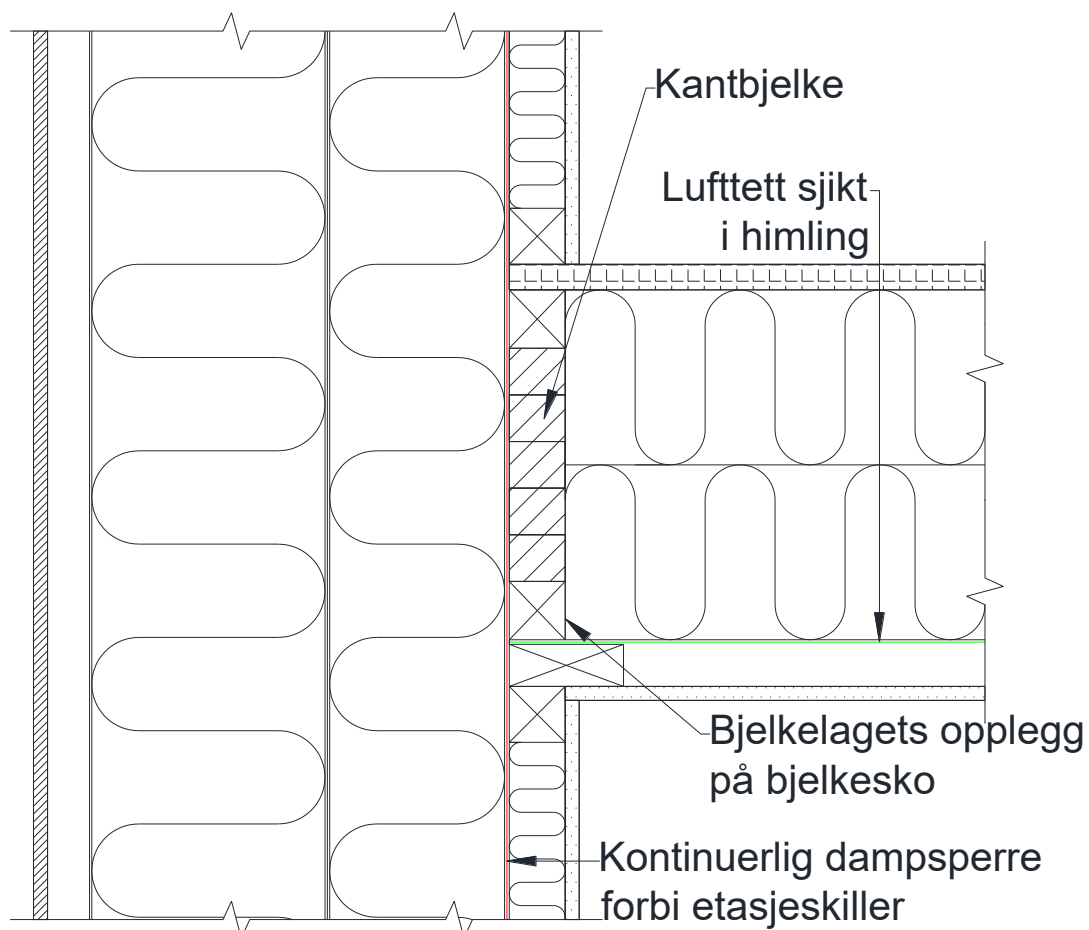 Kantbjelke
Lufttett sjikt
i himling
Bjelkelagets opplegg
på bjelkesko
Kontinuerlig dampsperre
forbi etasjeskiller